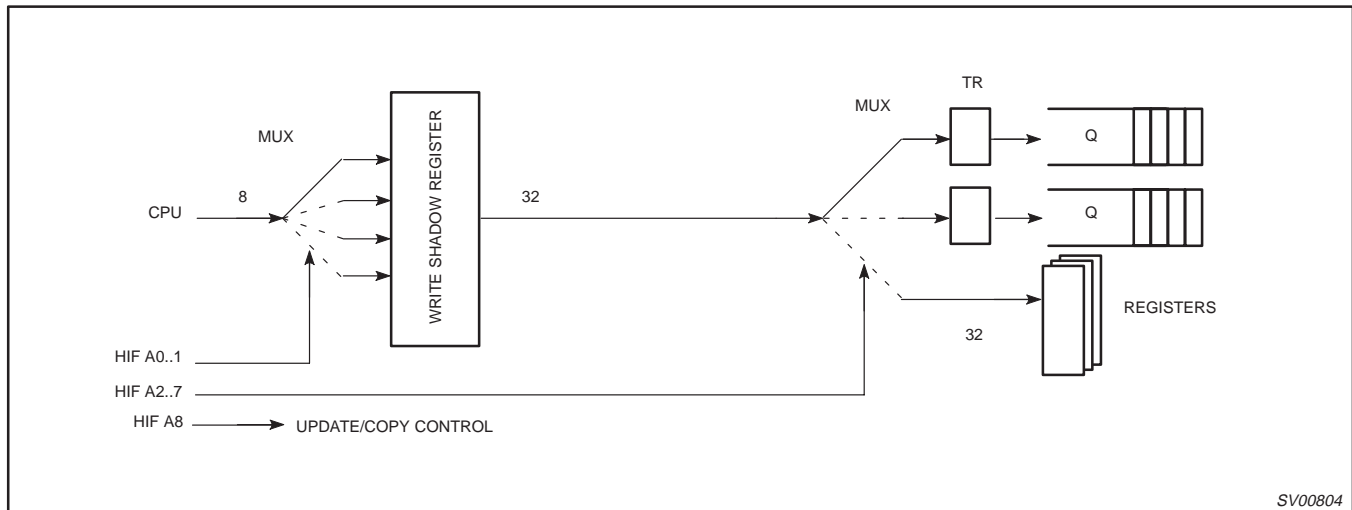 TR
MUX
Q
MUX
WRITE SHADOW REGISTER
8
32
CPU
Q
REGISTERS
32
HIF A0..1
HIF A2..7
HIF A8
UPDATE/COPY CONTROL
SV00804